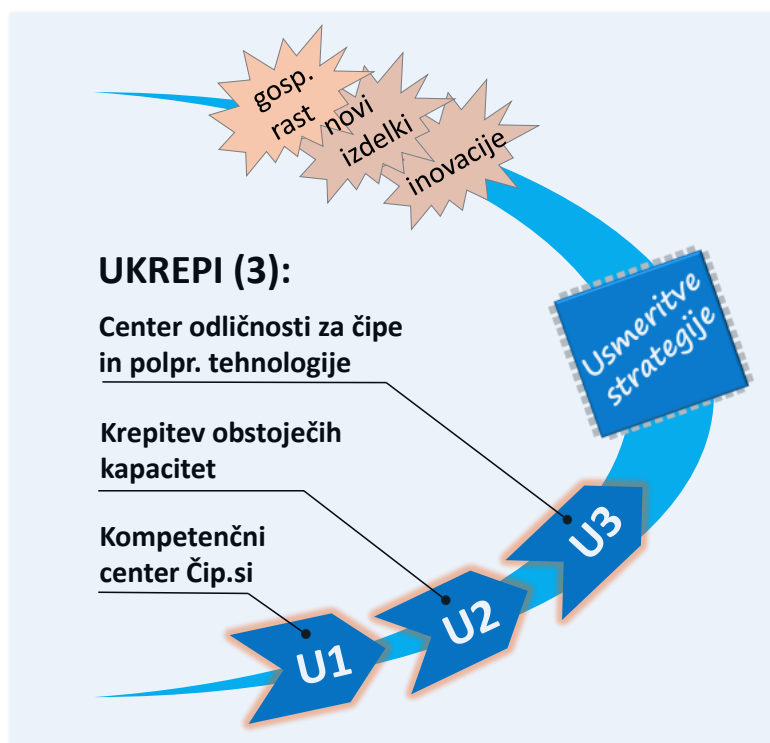 gosp.
rast
novi
izdelki
inovacije
UKREPI (3):
Usmeritve
strategije
Center odličnosti za čipe
in polpr. tehnologije
Krepitev obstoječih
kapacitet
U3
Kompetenčni
center Čip.si
U2
U1